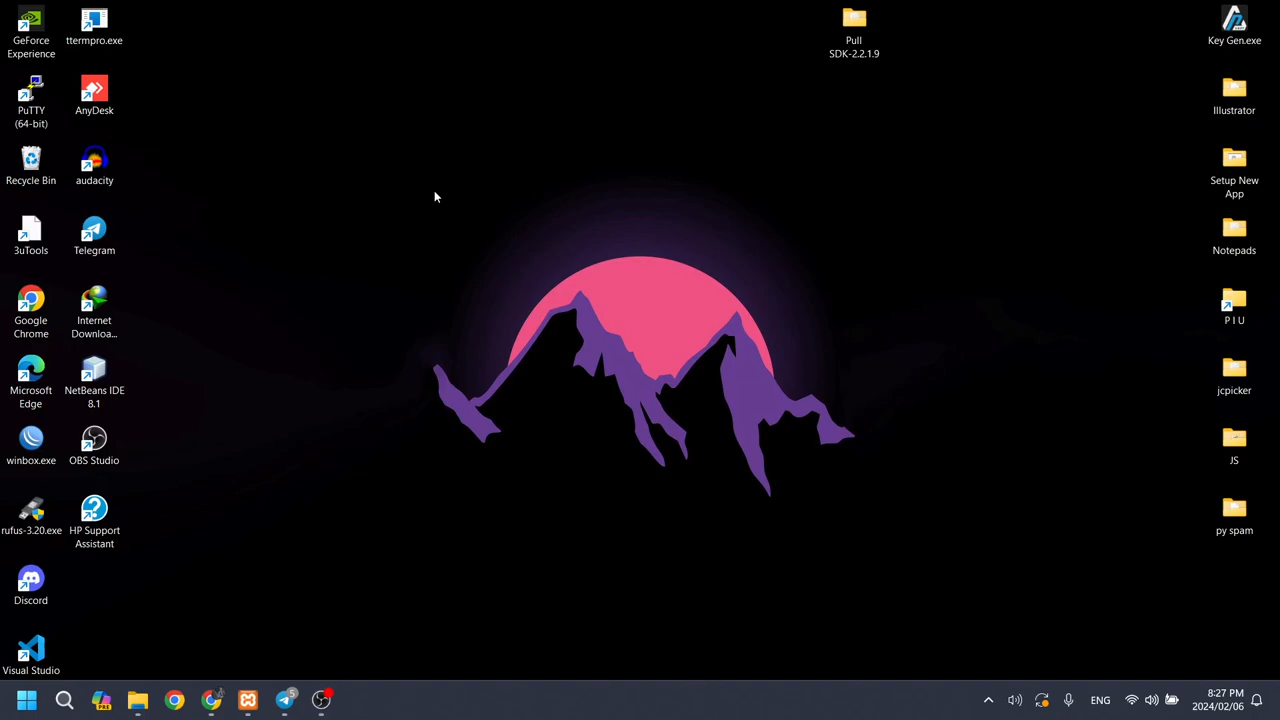 GeForce
Experience
ttermpro.exe
Pull
SDK-2.2.1.9
Key Gen.exe
PuTTY
(64-bit)
AnyDesk
Illustrator
Recycle Bin
audacity
Setup New
App
3uTools
Telegram
Notepads
Google
Chrome
Internet
Downloa...
P I U
Microsoft
Edge
NetBeans IDE
8.1
jcpicker
winbox.exe
OBS Studio
JS
rufus-3.20.exe
HP Support
Assistant
py spam
Discord
Visual Studio
PRE
5
ENG
8:27 PM
2024/02/06